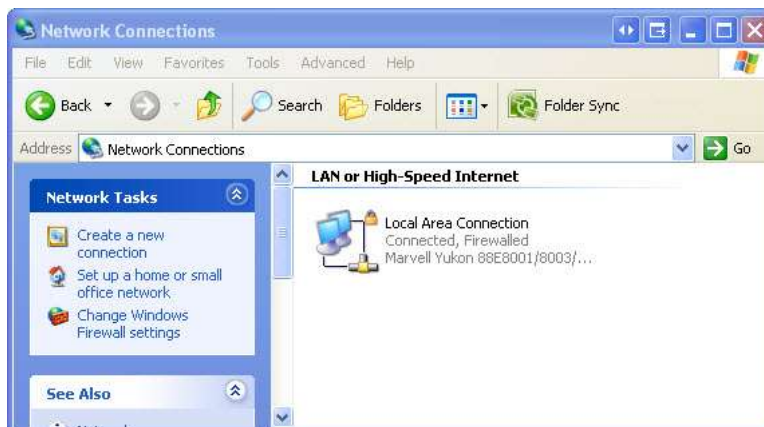 Network Connections
File Edit View Favorites Tools Advanced Help
Back Search Folders Folder Sync
Address Network Connections Go
Network Tasks
Create a new
connection
Set up a home or small
office network
Change Windows
Firewall settings
See Also
LAN or High-Speed Internet
Local Area Connection
Connected, Firewalled
Marvell Yukon 88E8001/8003/...